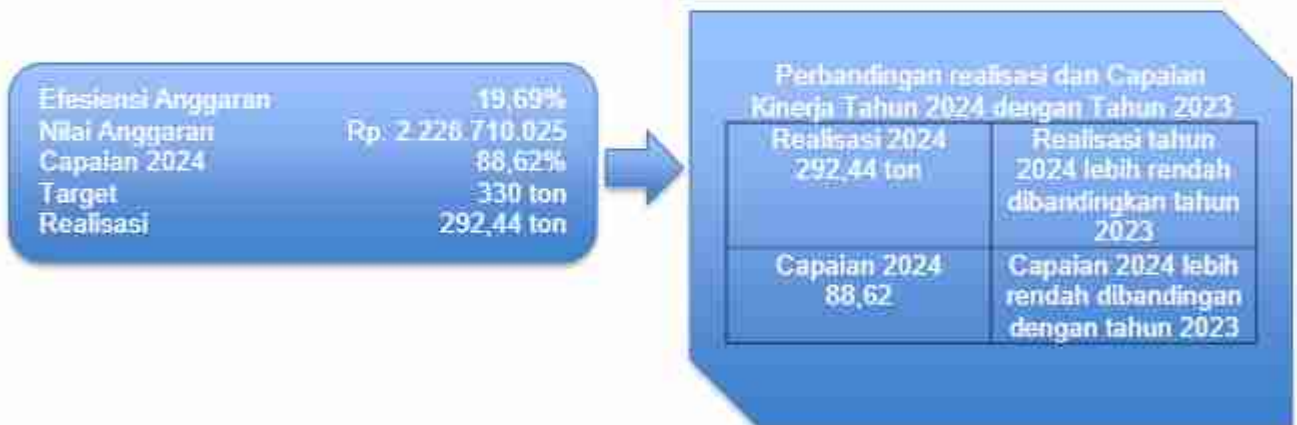 Efesiensi Anggaran 19,69%
Nilai Anggaran Rp. 2.228.710.025
Capaian 2024 88,62%
Target 330 ton
Realisasi 292,44 ton
Perbandingan realisasi dan Capaian
Kinerja Tahun 2024 dengan Tahun 2023
Realisasi 2024
292,44 ton
Realisasi tahun
2024 lebih rendah
dibandingkan tahun
2023
Capaian 2024
88,62
Capaian 2024 lebih
rendah dibandingan
dengan tahun 2023